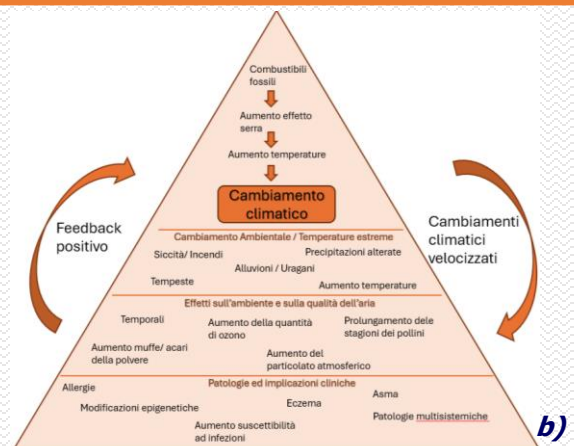 Combustibili
fossili
Aumento effetto
serra
Aumento temperature
Cambiamento
climatico
Feedback
positivo
Cambiamenti
climatici
velocizzati
Cambiamento Ambientale / Temperature estreme
Siccità/ Incendi
Precipitazioni alterate
Alluvioni / Uragani
Tempeste
Aumento temperature
Effetti sull'ambiente e sulla qualità dell'aria
Temporali
Aumento della quantità
di ozono
Prolungamento dele
stagioni dei pollini
Aumento muffe/ acari
della polvere
Aumento del
particolato atmosferico
Patologie ed implicazioni cliniche
Allergie
Modificazioni epigenetiche
Eczema
Asma
Aumento suscettibilità
ad infezioni
Patologie multisistemiche
b)